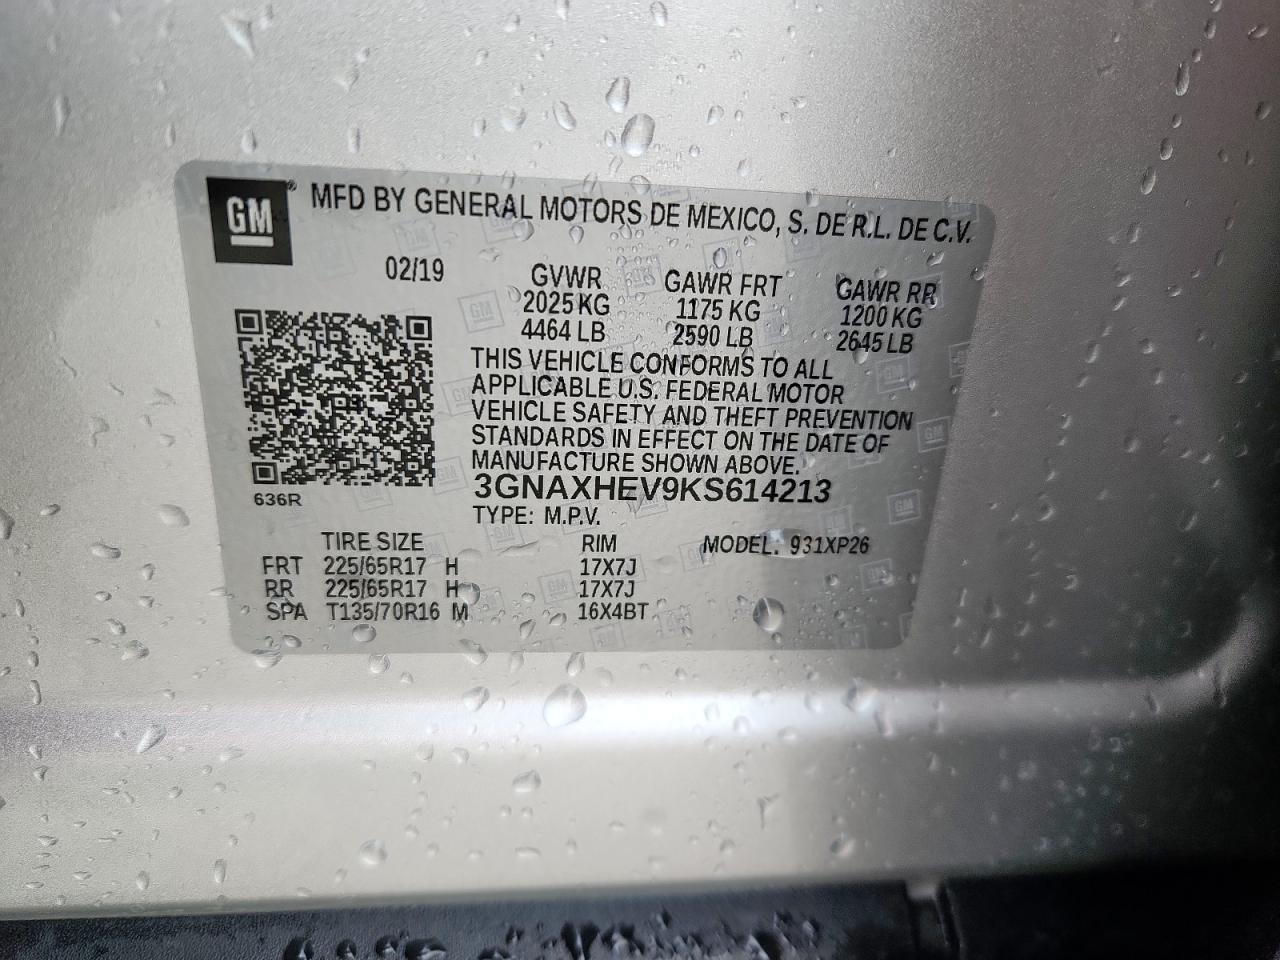 GM® MFD BY GENERAL MOTORS DE MEXICO, S. DE R.L. DE C.V.
02/19 GVWR GAWR FRT GAWR RR
2025 KG 1175 KG 1200 KG
4464 LB 2590 LB 2645 LB
THIS VEHICLE CONFORMS TO ALL
APPLICABLE U.S. FEDERAL MOTOR
VEHICLE SAFETY AND THEFT PREVENTION
STANDARDS IN EFFECT ON THE DATE OF
MANUFACTURE SHOWN ABOVE.
3GNAXHEV9KS614213
636R
TYPE: M.P.V.
TIRE SIZE RIM MODEL: 931XP26
FRT 225/65R17 H 17X7J
RR 225/65R17 H 17X7J
SPA T135/70R16 M 16X4BT